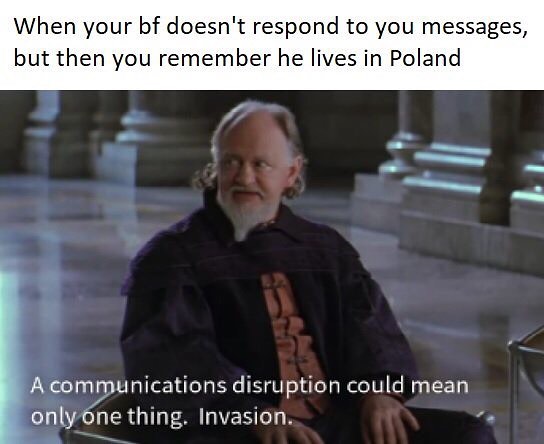 When your bf doesn't respond to you messages,
but then you remember he lives in Poland
A communications disruption could mean
only one thing. Invasion.